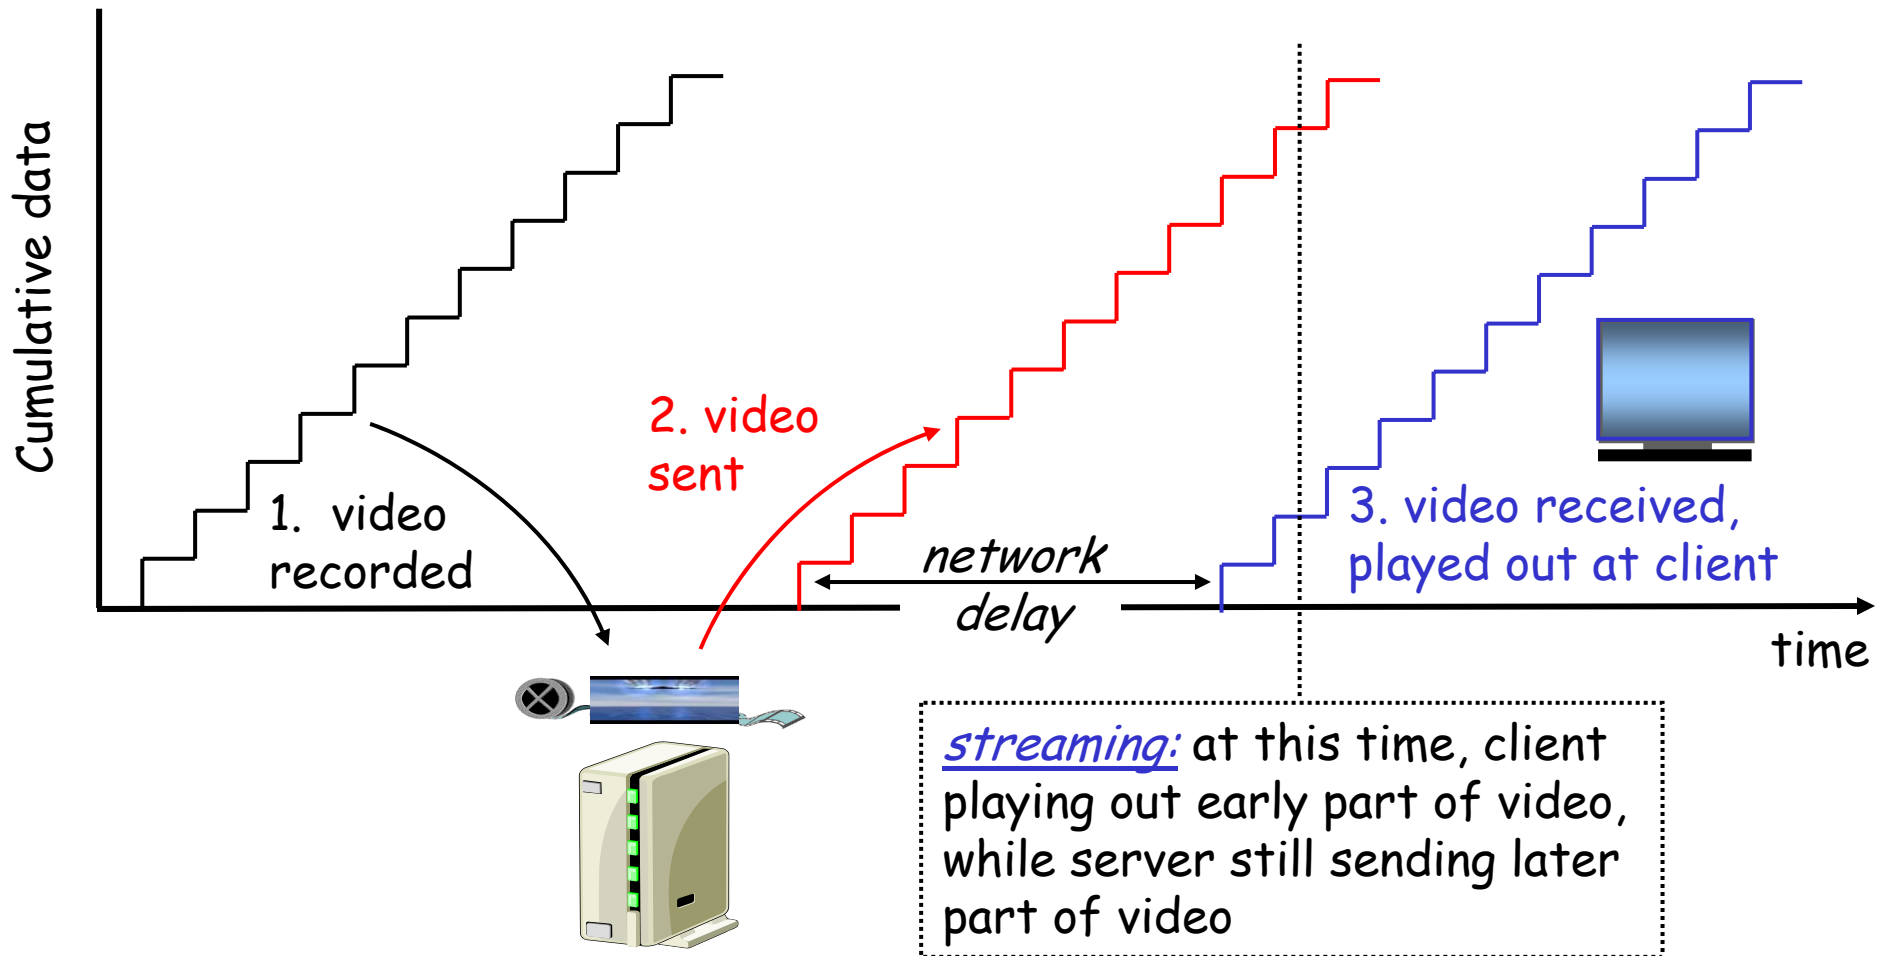 Cumulative data
1. video
recorded
2. video
sent
network
delay
3. video received,
played out at client
time
streaming: at this time, client
playing out early part of video,
while server still sending later
part of video